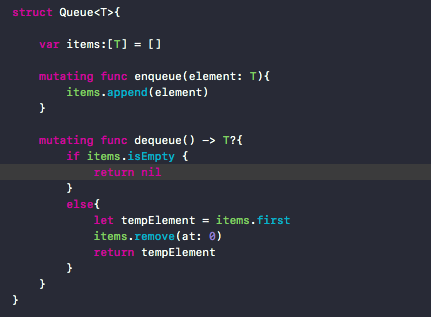 struct Queue<T>{
var items:[T] = []
mutating func enqueue(element: T){
items.append(element)
}
mutating func dequeue() -> T?{
if items.isEmpty {
return nil
}
else{
let tempElement = items.first
items.remove(at: 0)
return tempElement
}
}
}